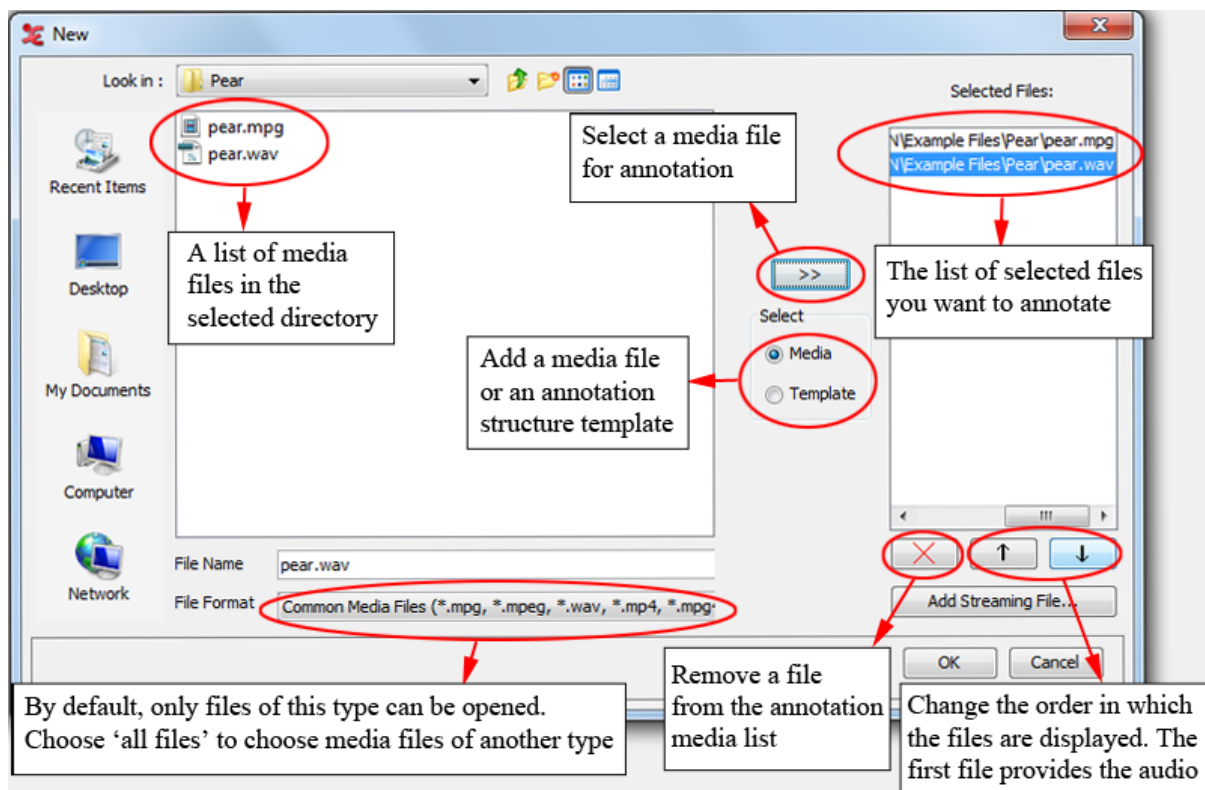 New
Look in :
Pear
Selected Files:
pear.mpg
pear.wav
Select a media file
for annotation
\Example Files\Pear\pear.mpg
\Example Files\Pear\pear.wav
Recent Items
A list of media
files in the
selected directory
>>
The list of selected files
you want to annotate
Desktop
Select
Media
Template
Add a media file
or an annotation
structure template
My Documents
Computer
Network
File Name
pear.wav
File Format
Common Media Files (*.mpg, *.mpeg, *.wav, *.mp4, *.mpg
Add Streaming File...
OK
Cancel
By default, only files of this type can be opened.
Choose ‘all files’ to choose media files of another type
Remove a file
from the annotation
media list
Change the order in which
the files are displayed. The
first file provides the audio